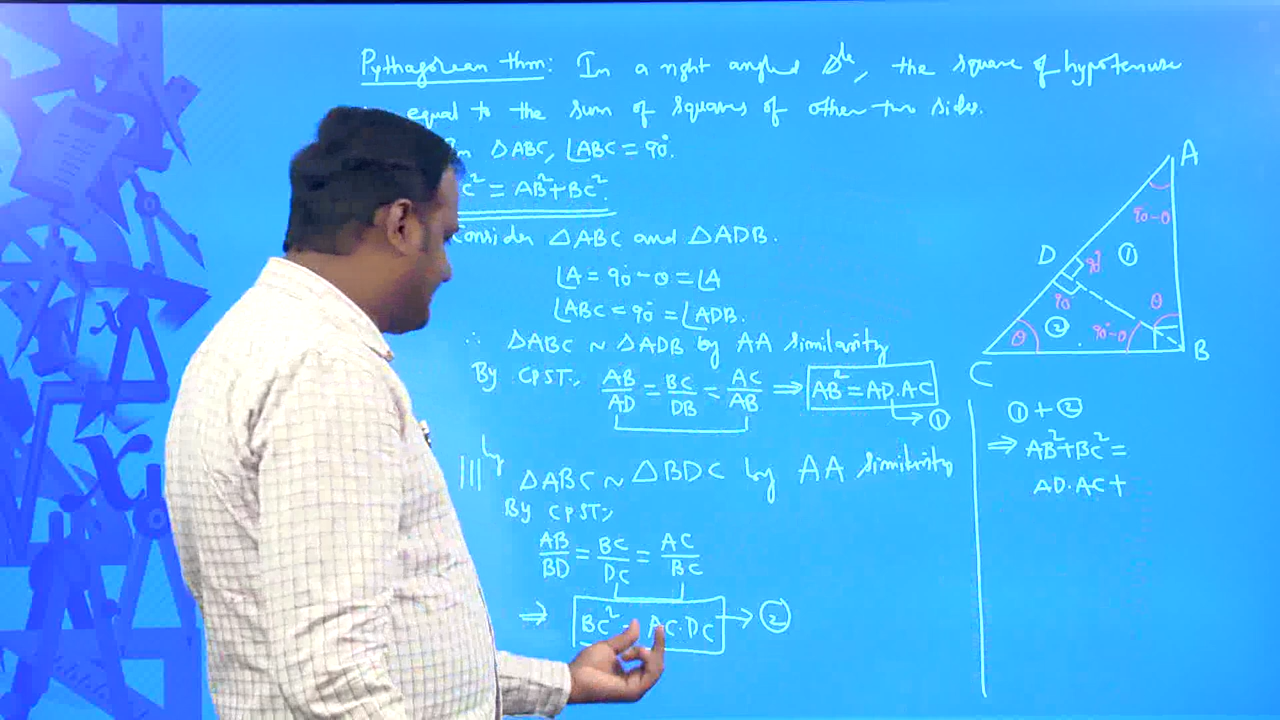 Pythagorean thm: In a right angled Δle, the square of hypotenuse
equal to the sum of squares of other two sides.
In △ABC, ∠ABC = 90°.
C² = AB² + BC².
Consider △ABC and △ADB.
∠A = 90° - θ = ∠A
∠ABC = 90° = ∠ADB.
∴ △ABC ~ △ADB by AA similarity
By CPST, AB/AD = BC/DB = AC/AB ⇒ AB² = AD.AC → ①
|||ly △ABC ~ △BDC by AA similarity
By CPST,
AB/BD = BC/DC = AC/BC
⇒ BC² = AC.DC → ②
A
90-θ
D
90°
①
90
θ
θ
②
90°-θ
B
C
① + ②
⇒ AB² + BC² =
AD.AC +